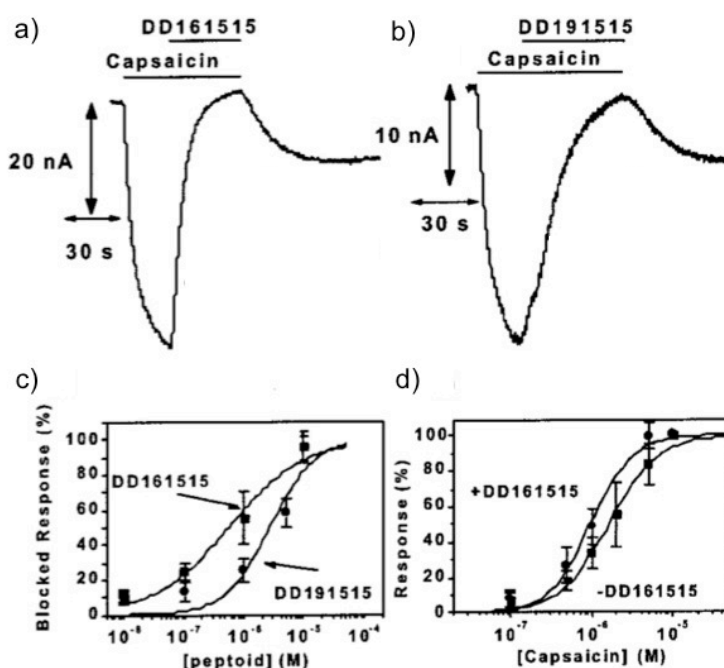 a)
DD161515
Capsaicin
20 nA
30 s
b)
DD191515
Capsaicin
10 nA
30 s
c)
Blocked Response (%)
100
80
60
40
20
0
DD161515
DD191515
10⁻⁸ 10⁻⁷ 10⁻⁶ 10⁻⁵ 10⁻⁴
[peptoid] (M)
d)
Response (%)
100
80
60
40
20
0
+DD161515
-DD161515
10⁻⁷ 10⁻⁶ 10⁻⁵
[Capsaicin] (M)